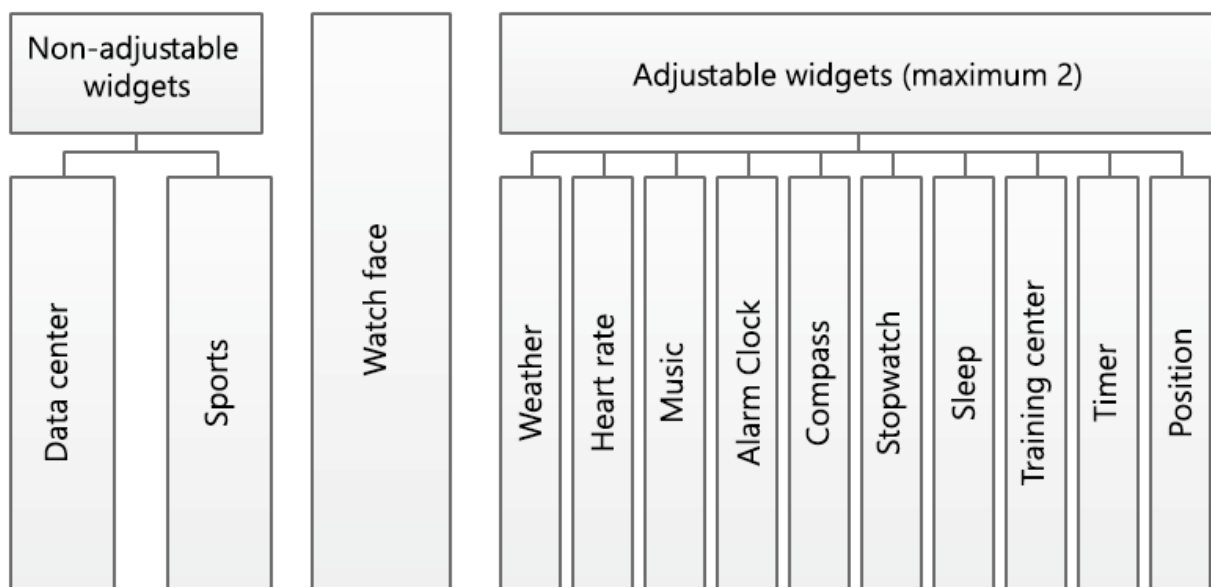 Non-adjustable
widgets
Data center
Sports
Watch face
Adjustable widgets (maximum 2)
Weather
Heart rate
Music
Alarm Clock
Compass
Stopwatch
Sleep
Training center
Timer
Position